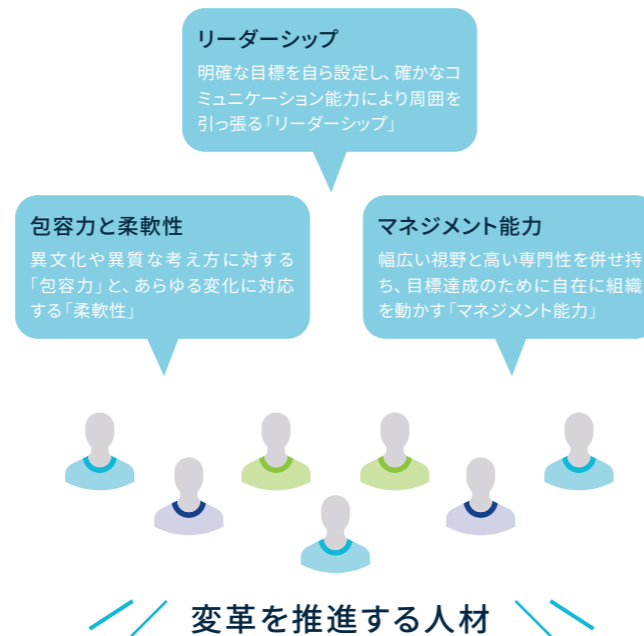 リーダーシップ
明確な目標を自ら設定し、確かなコ
ミュニケーション能力により周囲を
引っ張る「リーダーシップ」
包容力と柔軟性
異文化や異質な考え方に対する
「包容力」と、あらゆる変化に対応
する「柔軟性」
マネジメント能力
幅広い視野と高い専門性を併せ持
ち、目標達成のために自在に組織
を動かす「マネジメント能力」
変革を推進する人材